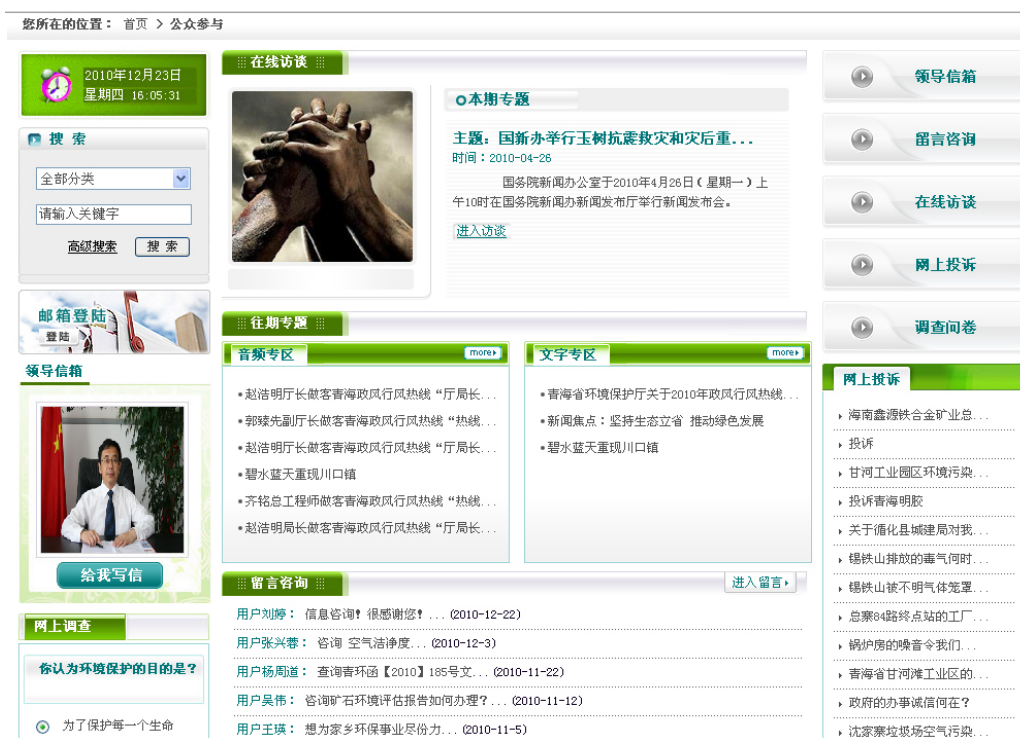 您所在的位置： 首页 > 公众参与
2010年12月23日
星期四 16:05:31
搜 索
全部分类
请输入关键字
高级搜索 搜 索
邮箱登陆
登陆
领导信箱
给我写信
网上调查
你认为环境保护的目的是?
为了保护每一个生命
在线访谈
本期专题
主题：国新办举行玉树抗震救灾和灾后重...
时间：2010-04-26
国务院新闻办公室于2010年4月26日（星期一）上
午10时在国务院新闻办新闻发布厅举行新闻发布会。
进入访谈
往期专题
音频专区 more
•赵浩明厅长做客青海政风行风热线“厅局长...
•郭臻先副厅长做客青海政风行风热线“热线...
•赵浩明厅长做客青海政风行风热线“厅局长...
•碧水蓝天重现川口镇
•齐铭总工程师做客青海政风行风热线“热线...
•赵浩明局长做客青海政风行风热线“厅局长...
文字专区 more
•青海省环境保护厅关于2010年政风行风热线...
•新闻焦点：坚持生态立省 推动绿色发展
•碧水蓝天重现川口镇
留言咨询 进入留言
用户刘婷： 信息咨询! 很感谢您! ...(2010-12-22)
用户张兴蓉： 咨询 空气洁净度...(2010-12-3)
用户杨周道： 查询青环函【2010】185号文...(2010-11-22)
用户吴伟： 咨询矿石环境评估报告如何办理? ...(2010-11-12)
用户王瑛： 想为家乡环保事业尽份力...(2010-11-5)
领导信箱
留言咨询
在线访谈
网上投诉
调查问卷
网上投诉
海南鑫源铁合金矿业总...
投诉
甘河工业园区环境污染...
投诉青海明胶
关于循化县城建局对我...
锡铁山排放的毒气何时...
锡铁山被不明气体笼罩...
总寨84路终点站的工厂...
锅炉房的噪音令我们...
青海省甘河滩工业区的...
政府的办事诚信何在?
沈家寨垃圾场空气污染...